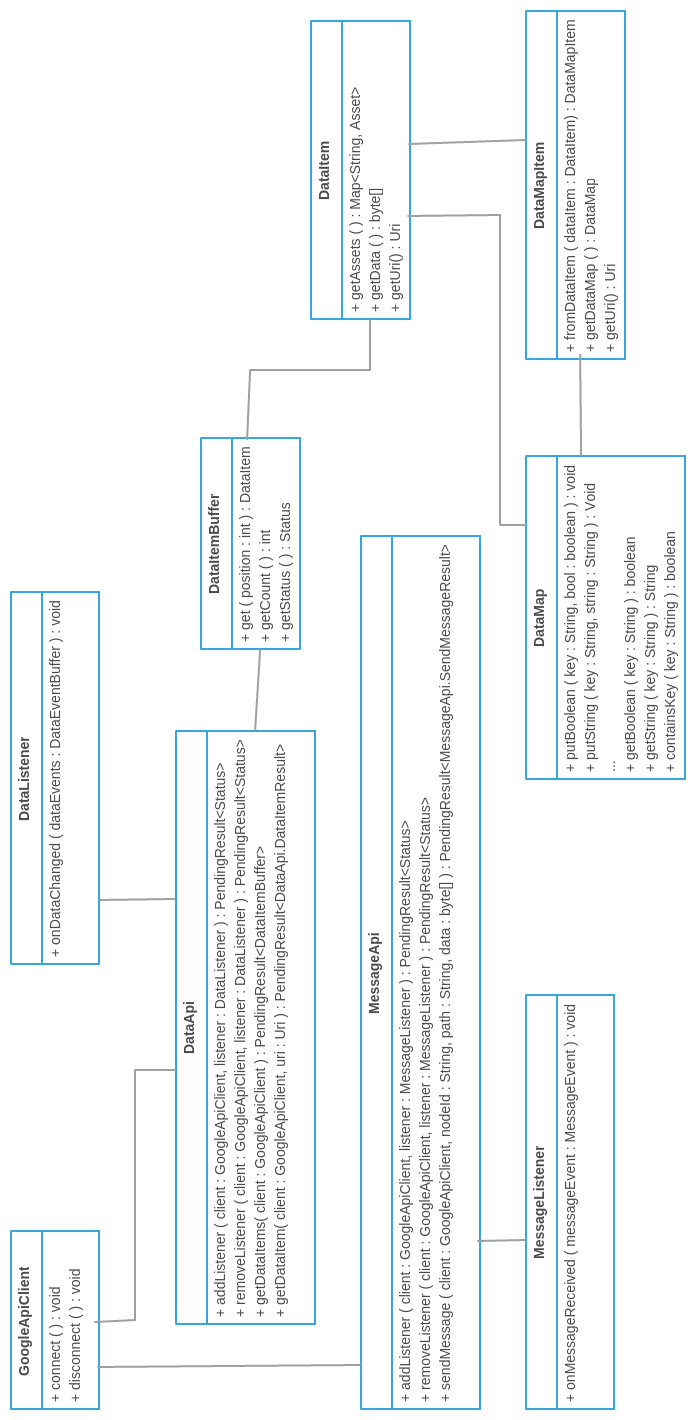 GoogleApiClient
+ connect ( ) : void
+ disconnect ( ) : void
DataListener
+ onDataChanged ( dataEvents : DataEventBuffer ) : void
DataApi
+ addListener ( client : GoogleApiClient, listener : DataListener ) : PendingResult<Status>
+ removeListener ( client : GoogleApiClient, listener : DataListener ) : PendingResult<Status>
+ getDataItems( client : GoogleApiClient ) : PendingResult<DataItemBuffer>
+ getDataItem( client : GoogleApiClient, uri : Uri ) : PendingResult<DataApi.DataItemResult>
DataItemBuffer
+ get ( position : int ) : DataItem
+ getCount ( ) : int
+ getStatus ( ) : Status
DataItem
+ getAssets ( ) : Map<String, Asset>
+ getData ( ) : byte[]
+ getUri() : Uri
MessageApi
+ addListener ( client : GoogleApiClient, listener : MessageListener ) : PendingResult<Status>
+ removeListener ( client : GoogleApiClient, listener : MessageListener ) : PendingResult<Status>
+ sendMessage ( client : GoogleApiClient, nodeId : String, path : String, data : byte[] ) : PendingResult<MessageApi.SendMessageResult>
MessageListener
+ onMessageReceived ( messageEvent : MessageEvent ) : void
DataMap
+ putBoolean ( key : String, bool : boolean ) : void
+ putString ( key : String, string : String ) : Void
...
+ getBoolean ( key : String ) : boolean
+ getString ( key : String ) : String
+ containsKey ( key : String ) : boolean
DataMapItem
+ fromDataItem ( dataItem : DataItem) : DataMapItem
+ getDataMap ( ) : DataMap
+ getUri() : Uri